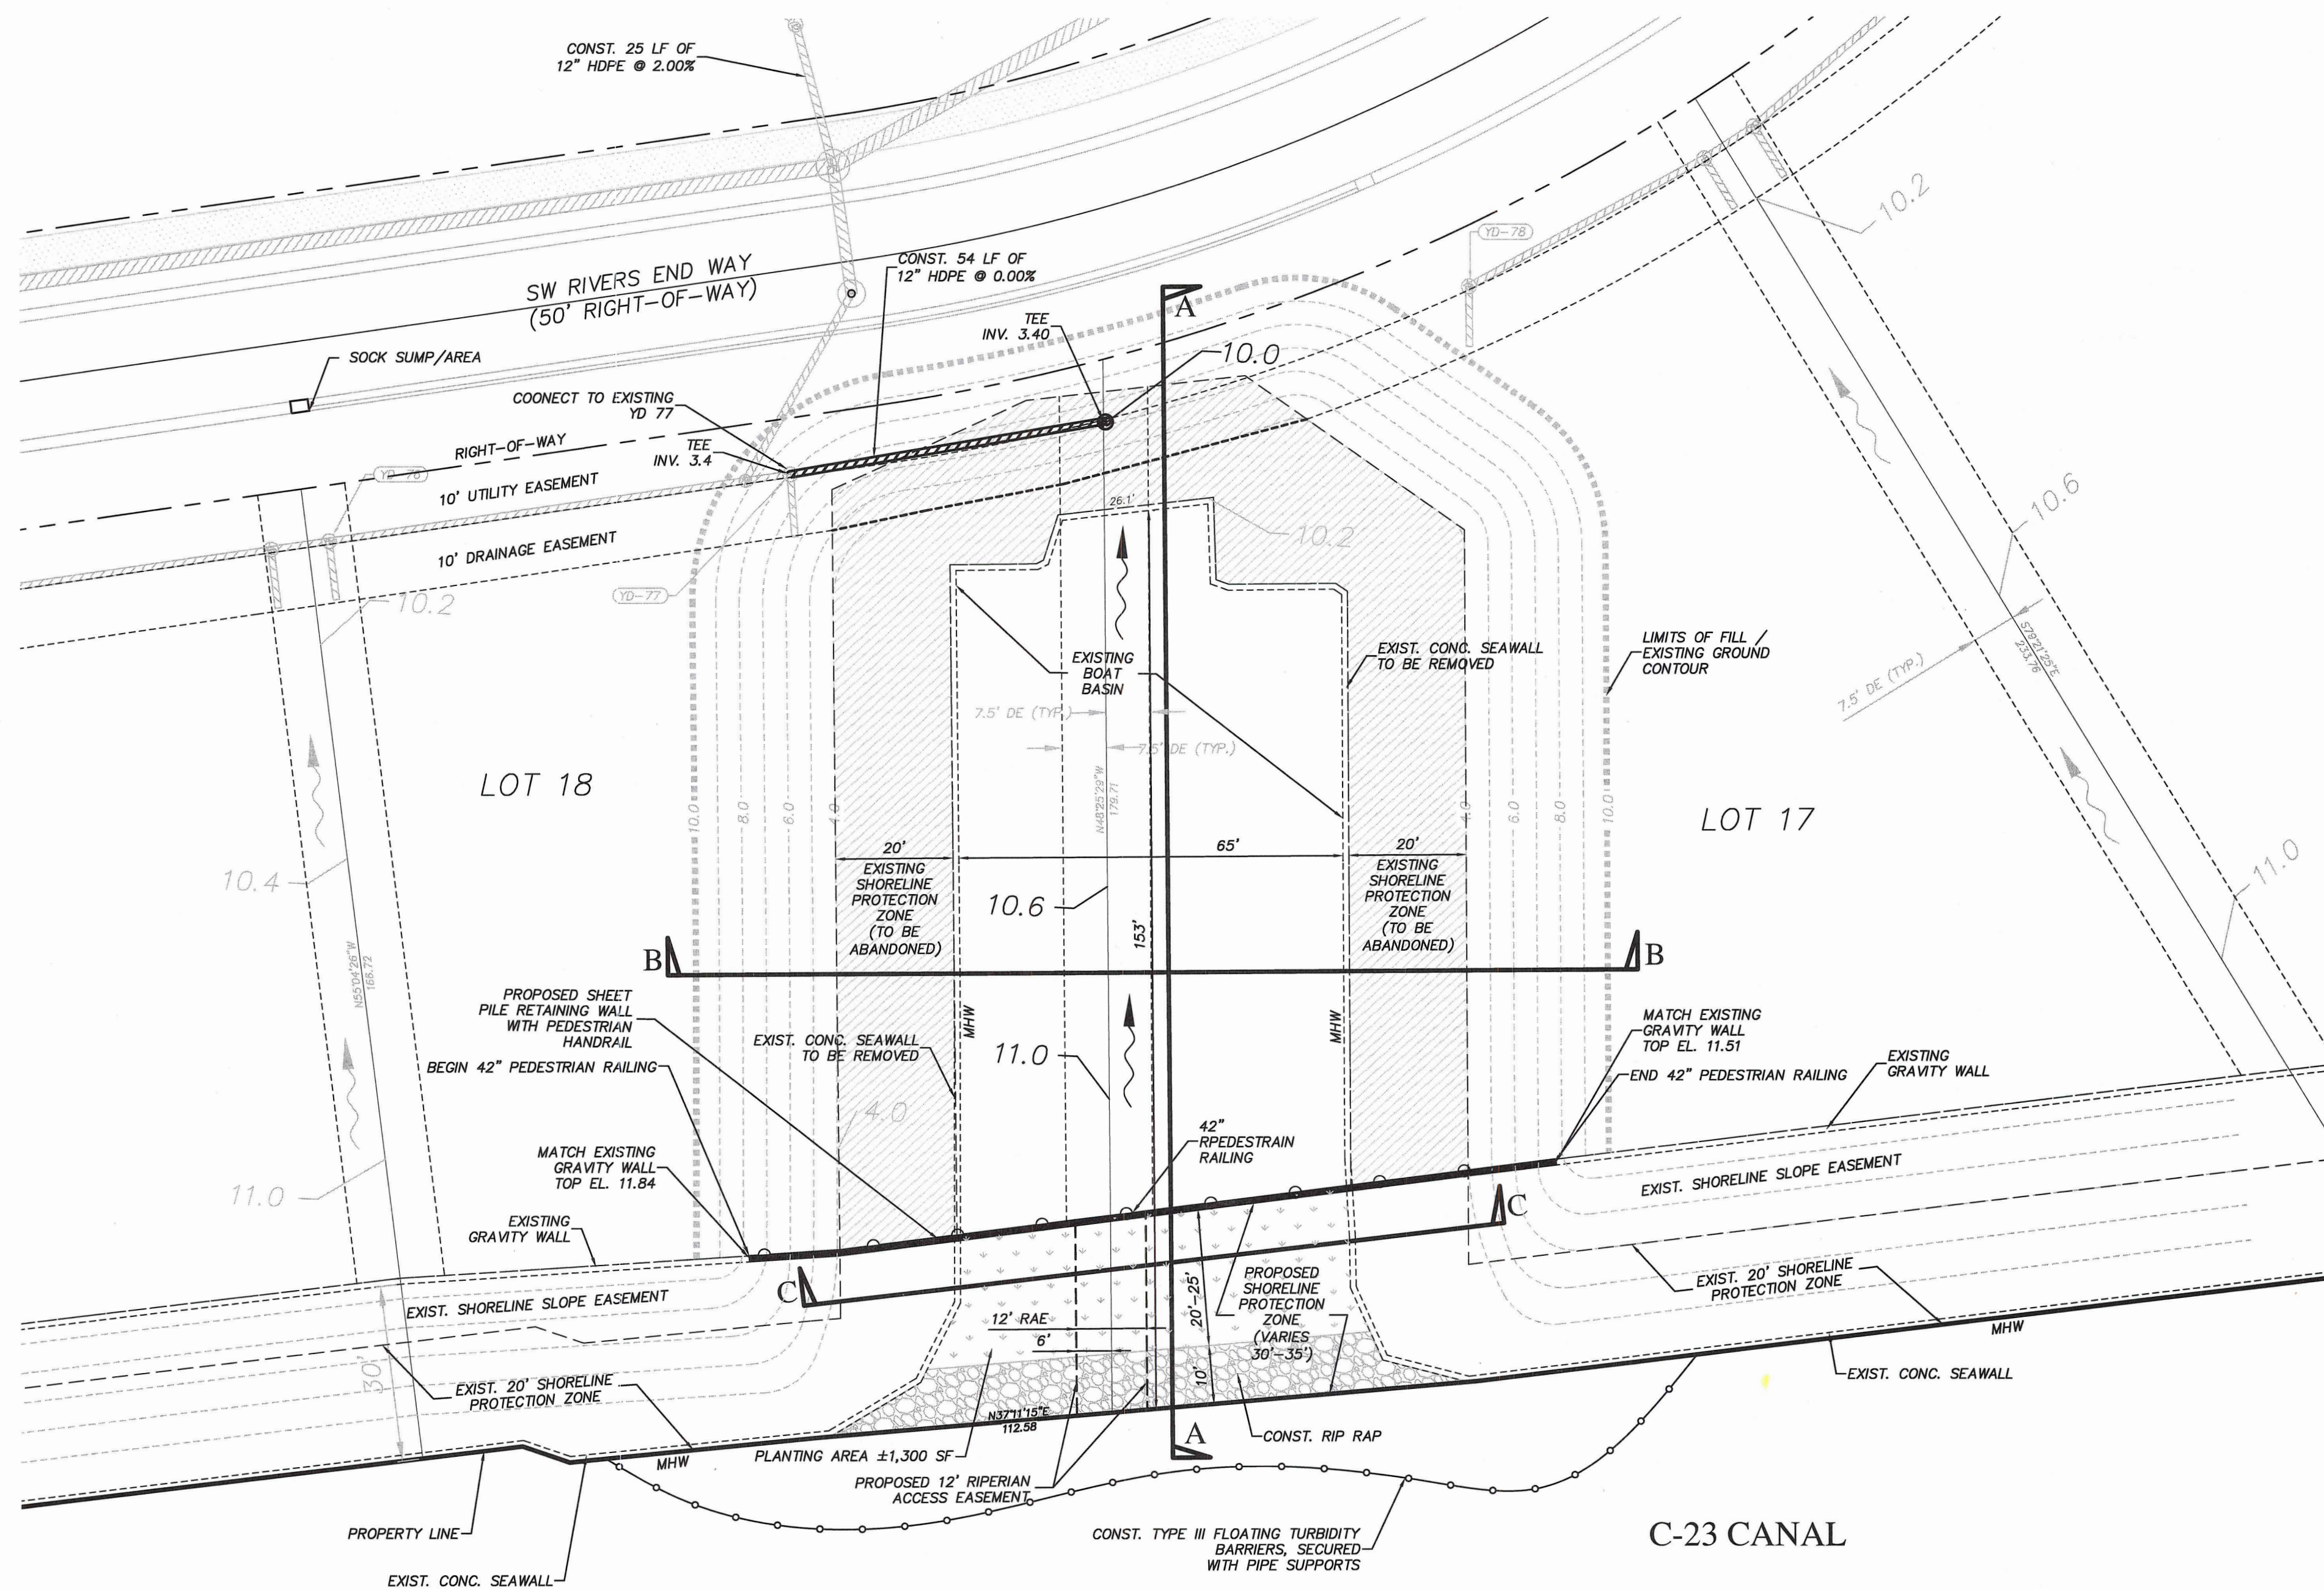 CONST. 25 LF OF
12" HDPE @ 2.00%
10.2
YD-78
CONST. 54 LF OF
12" HDPE @ 0.00%
SW RIVERS END WAY
(50' RIGHT-OF-WAY)
A
TEE
INV. 3.40
10.0
SOCK SUMP/AREA
COONECT TO EXISTING
YD 77
RIGHT-OF-WAY
TEE
INV. 3.4
YD-76
10' UTILITY EASEMENT
26.1'
10.6
10.2
10' DRAINAGE EASEMENT
YD-77
10.2
EXISTING
BOAT
BASIN
EXIST. CONC. SEAWALL
TO BE REMOVED
LIMITS OF FILL /
EXISTING GROUND
CONTOUR
S79°21'25"E
233.76
7.5' DE (TYP.)
7.5' DE (TYP.)
7.5' DE (TYP.)
LOT 18
N48°25'29"W
179.71
LOT 17
10.0
8.0
6.0
4.0
4.0
6.0
8.0
10.0
20'
65'
20'
EXISTING
SHORELINE
PROTECTION
ZONE
(TO BE
ABANDONED)
EXISTING
SHORELINE
PROTECTION
ZONE
(TO BE
ABANDONED)
10.4
10.6
11.0
153'
B
B
N55°04'26"W
166.72
PROPOSED SHEET
PILE RETAINING WALL
WITH PEDESTRIAN
HANDRAIL
MHW
MHW
MATCH EXISTING
GRAVITY WALL
TOP EL. 11.51
EXIST. CONC. SEAWALL
TO BE REMOVED
11.0
EXISTING
GRAVITY WALL
BEGIN 42" PEDESTRIAN RAILING
END 42" PEDESTRIAN RAILING
4.0
42"
RPEDESTRAIN
RAILING
MATCH EXISTING
GRAVITY WALL
TOP EL. 11.84
11.0
EXIST. SHORELINE SLOPE EASEMENT
C
EXISTING
GRAVITY WALL
C
EXIST. SHORELINE SLOPE EASEMENT
EXIST. 20' SHORELINE
PROTECTION ZONE
PROPOSED
SHORELINE
PROTECTION
ZONE
(VARIES
30'-35')
20'-25'
12' RAE
6'
MHW
30'
10'
EXIST. 20' SHORELINE
PROTECTION ZONE
EXIST. CONC. SEAWALL
N37°11'15"E
112.58
A
CONST. RIP RAP
PLANTING AREA ±1,300 SF
MHW
PROPOSED 12' RIPERIAN
ACCESS EASEMENT
PROPERTY LINE
CONST. TYPE III FLOATING TURBIDITY
BARRIERS, SECURED
WITH PIPE SUPPORTS
C-23 CANAL
EXIST. CONC. SEAWALL